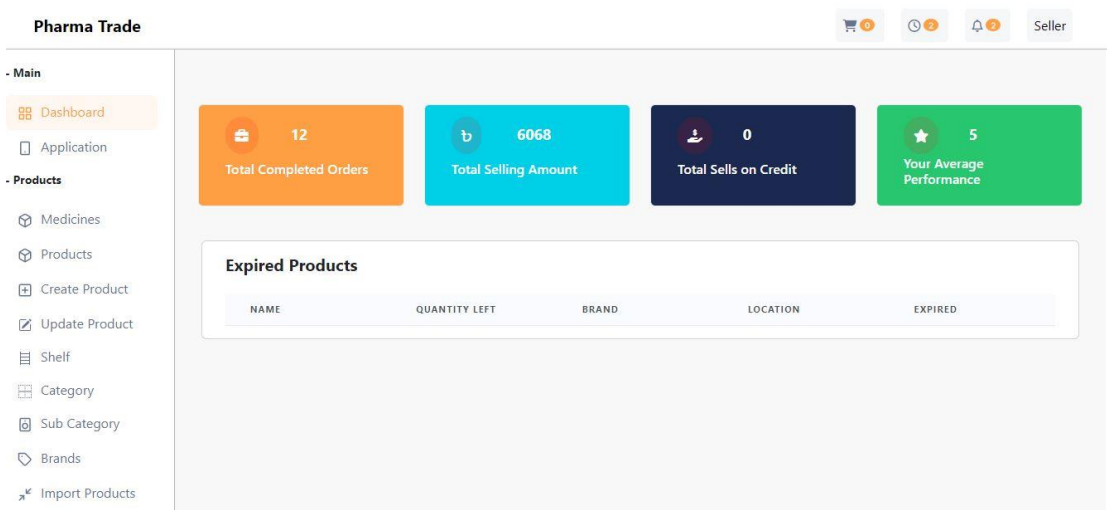 Pharma Trade
0
2
2
Seller
- Main
Dashboard
Application
- Products
Medicines
Products
Create Product
Update Product
Shelf
Category
Sub Category
Brands
Import Products
12
Total Completed Orders
৳
6068
Total Selling Amount
$
0
Total Sells on Credit
5
Your Average
Performance
Expired Products
NAME QUANTITY LEFT BRAND LOCATION EXPIRED